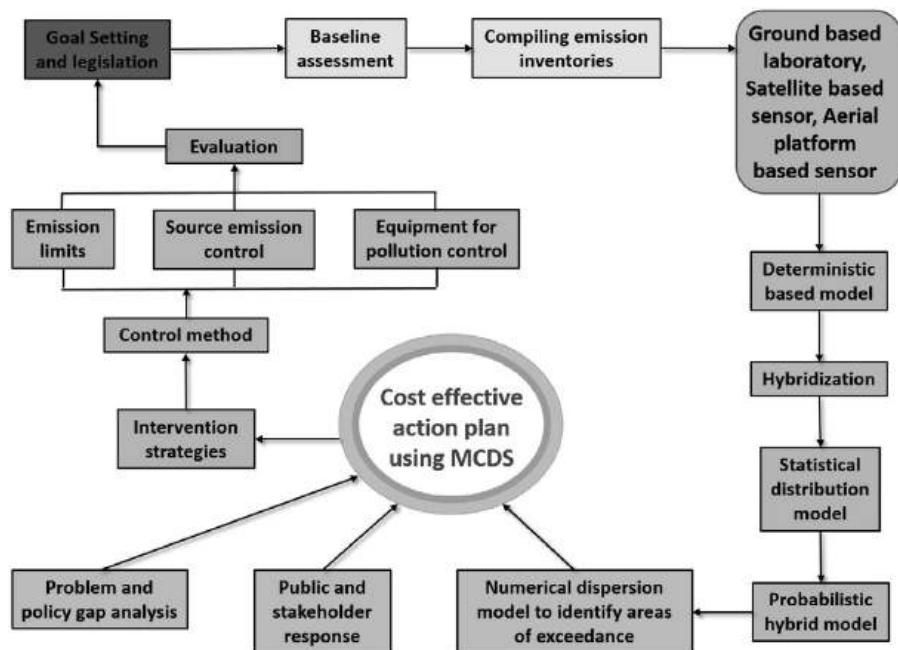 Goal Setting
and legislation
Baseline
assessment
Compiling emission
inventories
Ground based
laboratory,
Satellite based
sensor, Aerial
platform
based sensor
Evaluation
Emission
limits
Source emission
control
Equipment for
pollution control
Deterministic
based model
Control method
Hybridization
Cost effective
action plan
using MCDS
Intervention
strategies
Statistical
distribution
model
Problem and
policy gap analysis
Public and
stakeholder
response
Numerical dispersion
model to identify areas
of exceedance
Probabilistic
hybrid model